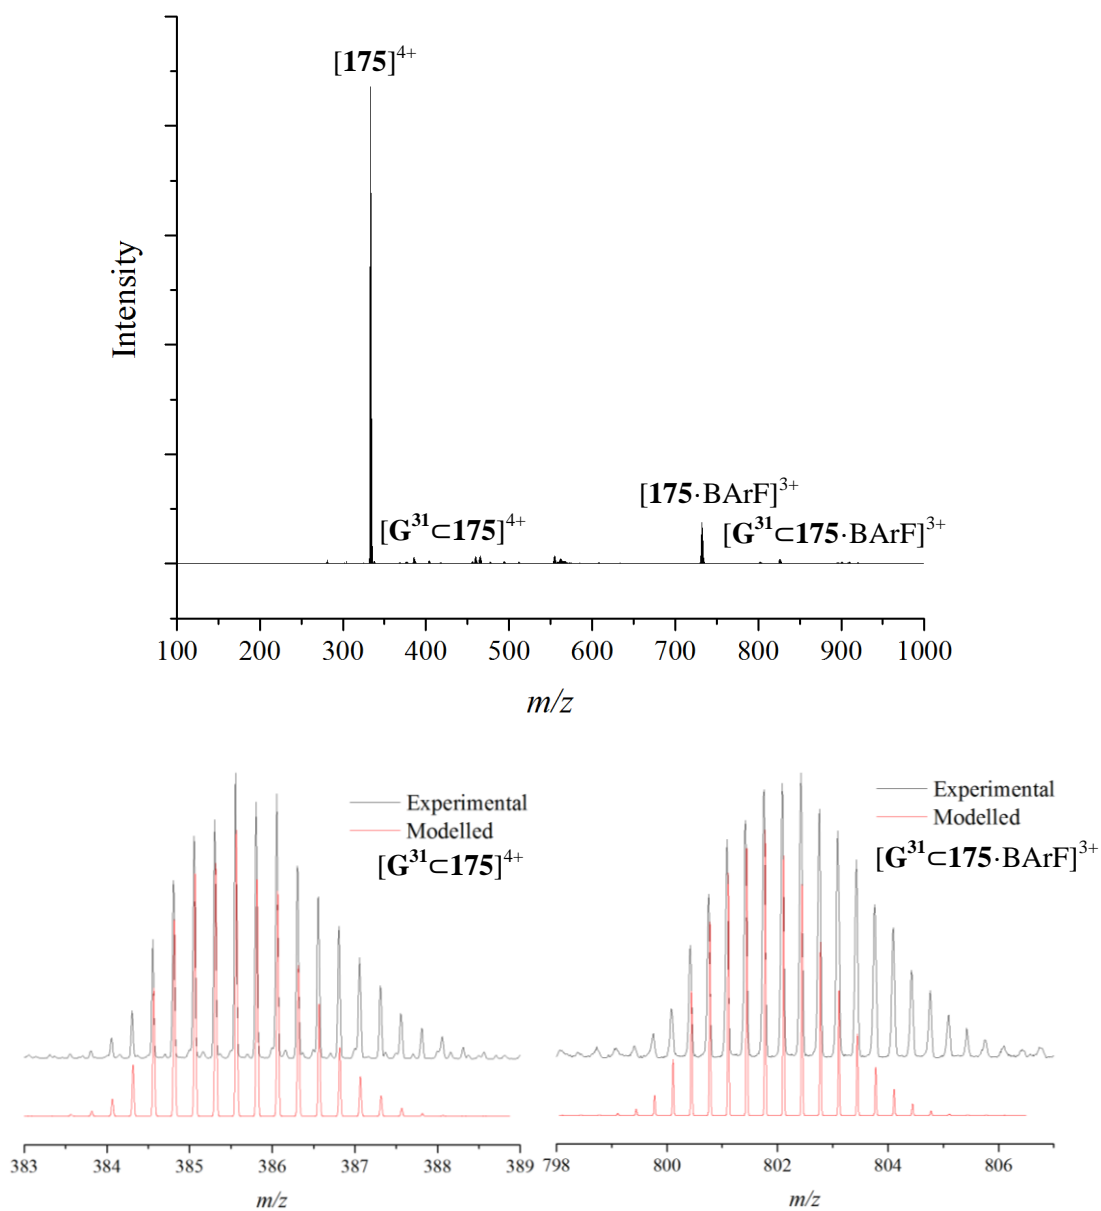 [175]⁴⁺
Intensity
[G³¹⊂175]⁴⁺
[175·BArF]³⁺
[G³¹⊂175·BArF]³⁺
100 200 300 400 500 600 700 800 900 1000
m/z
Experimental
Modelled
[G³¹⊂175]⁴⁺
383 384 385 386 387 388 389
m/z
Experimental
Modelled
[G³¹⊂175·BArF]³⁺
798 800 802 804 806
m/z